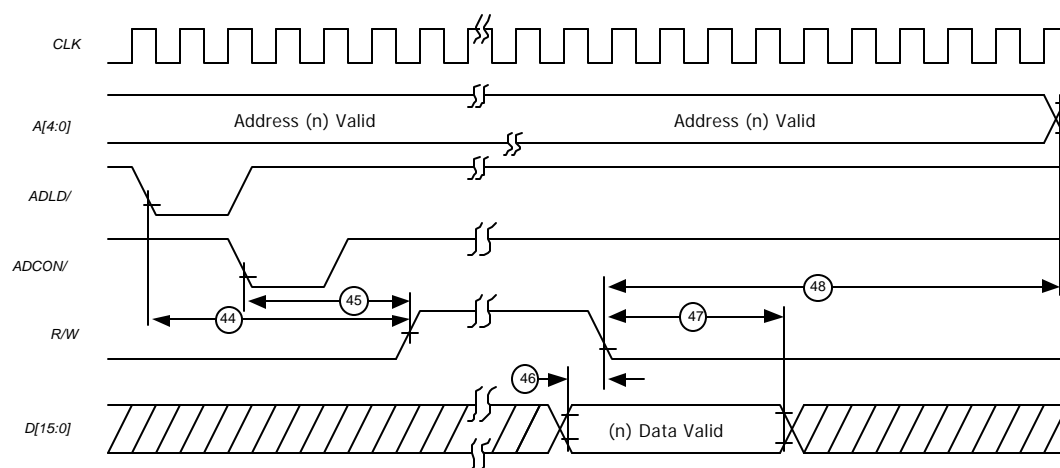 CLK
A[4:0]
Address (n) Valid
Address (n) Valid
ADLD/
ADCON/
48
45
44
47
R/W
46
D[15:0]
(n) Data Valid